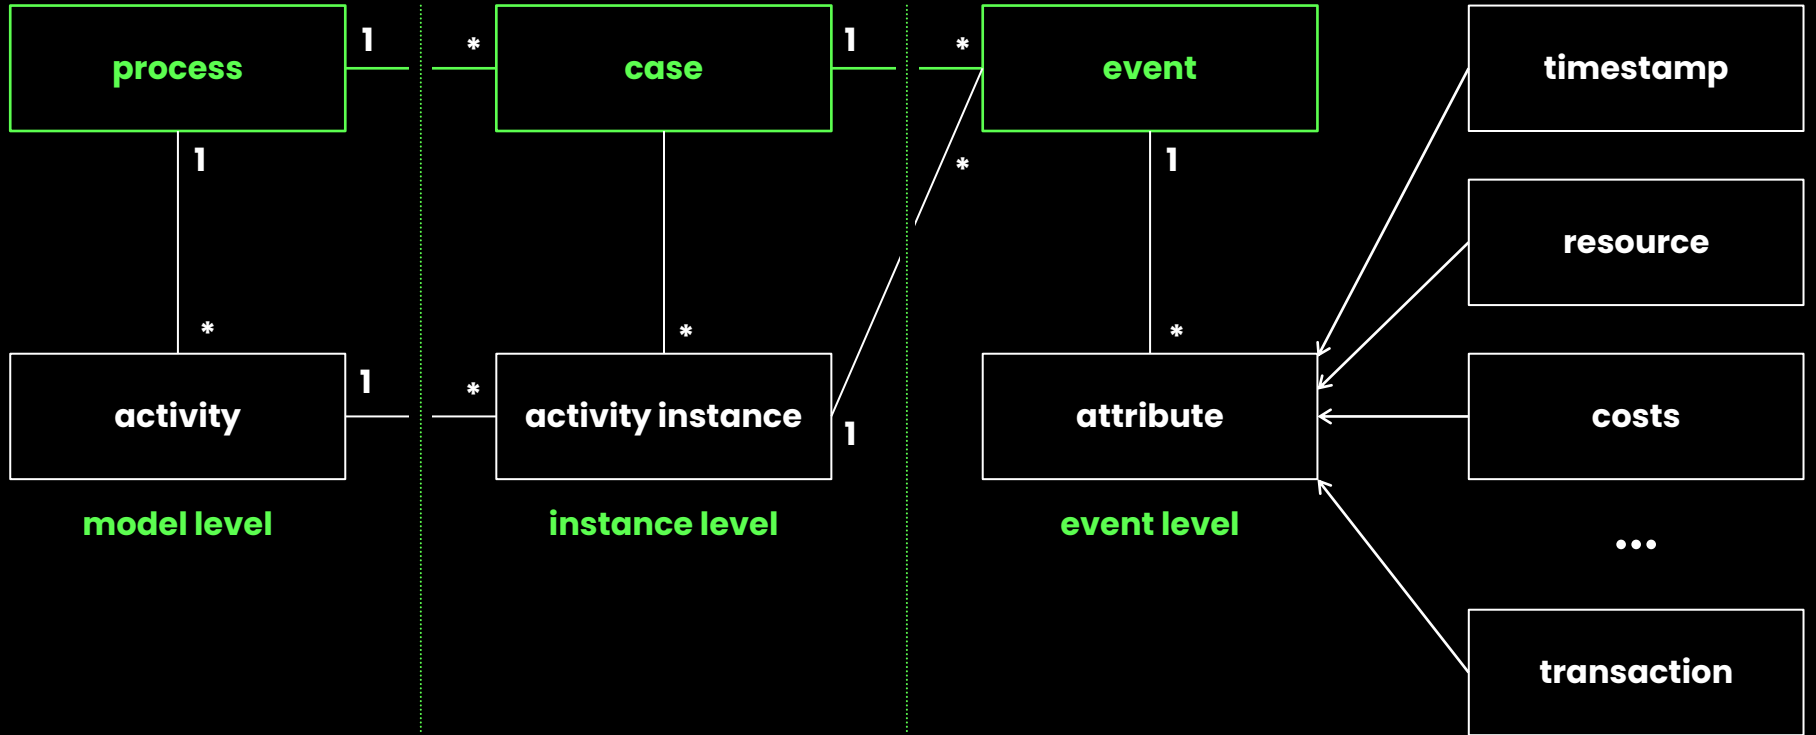 process
1
*
case
1
*
event
timestamp
1
*
1
resource
*
*
*
1
*
activity
activity instance
1
attribute
costs
model level
instance level
event level
...
transaction